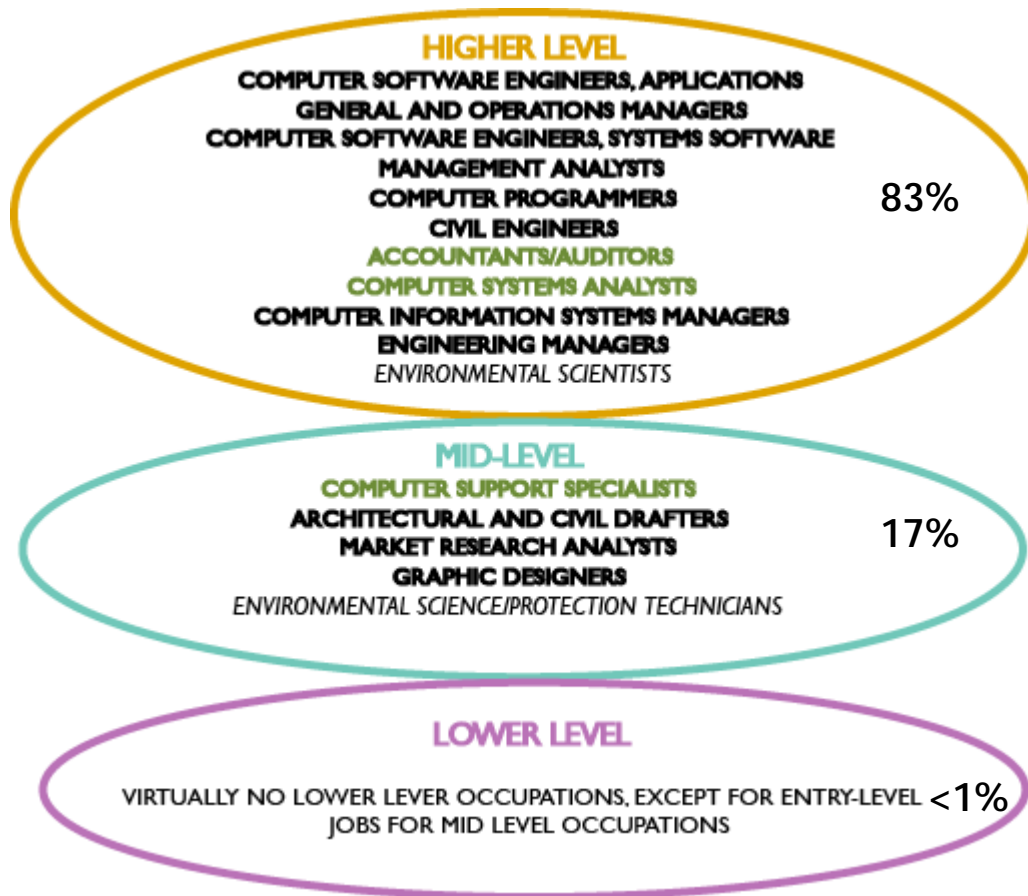 HIGHER LEVEL
COMPUTER SOFTWARE ENGINEERS, APPLICATIONS
GENERAL AND OPERATIONS MANAGERS
COMPUTER SOFTWARE ENGINEERS, SYSTEMS SOFTWARE
MANAGEMENT ANALYSTS
COMPUTER PROGRAMMERS
83%
CIVIL ENGINEERS
ACCOUNTANTS/AUDITORS
COMPUTER SYSTEMS ANALYSTS
COMPUTER INFORMATION SYSTEMS MANAGERS
ENGINEERING MANAGERS
ENVIRONMENTAL SCIENTISTS
MID-LEVEL
COMPUTER SUPPORT SPECIALISTS
ARCHITECTURAL AND CIVIL DRAFTERS
17%
MARKET RESEARCH ANALYSTS
GRAPHIC DESIGNERS
ENVIRONMENTAL SCIENCE/PROTECTION TECHNICIANS
LOWER LEVEL
VIRTUALLY NO LOWER LEVER OCCUPATIONS, EXCEPT FOR ENTRY-LEVEL <1%
JOBS FOR MID LEVEL OCCUPATIONS